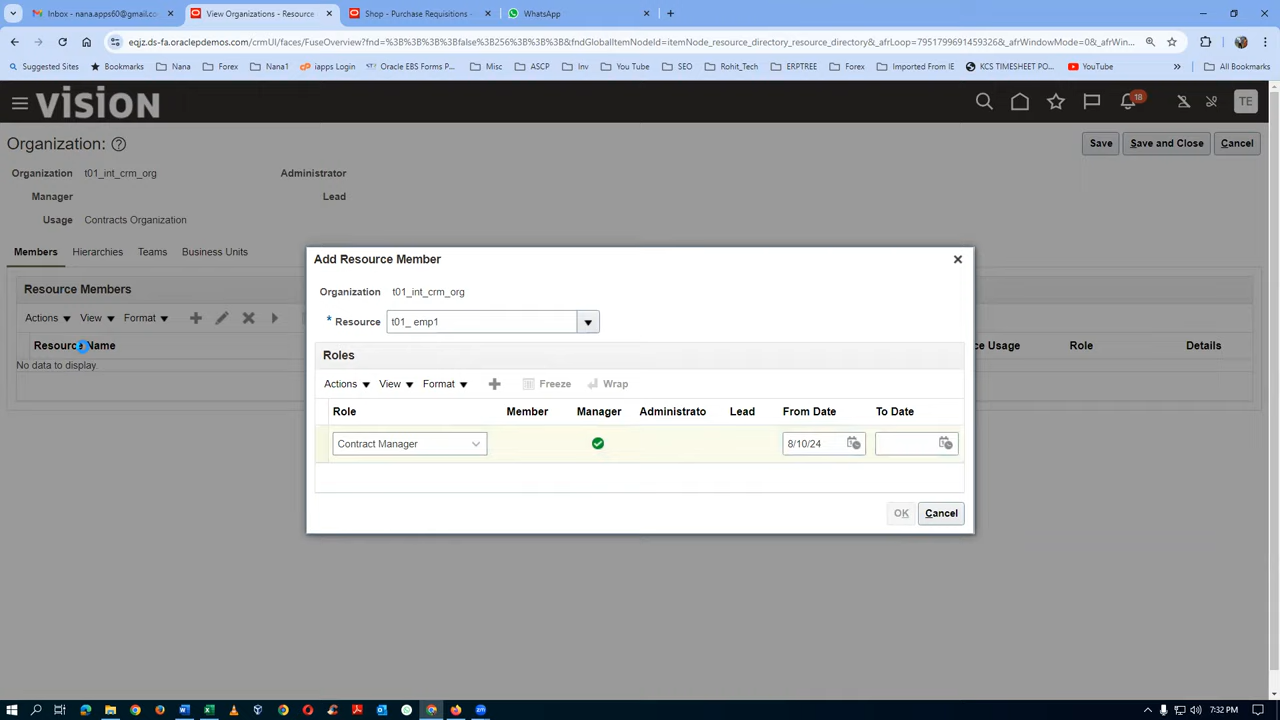 Inbox - nana.apps60@gmail.co
View Organizations - Resource
Shop - Purchase Requisitions -
WhatsApp
eqjz.ds-fa.oraclepdemos.com/crmUI/faces/FuseOverview?fnd=%3B%3B%3B%3Bfalse%3B256%3B%3B%3B&fndGlobalItemNodeId=itemNode_resource_directory_resource_directory&_afrLoop=7951799691459326&_afrWindowMode=0&_afrWin...
Suggested Sites Bookmarks Nana Forex Nana1 iapps Login Oracle EBS Forms P... Misc ASCP Inv You Tube SEO Rohit_Tech ERPTREE Forex Imported From IE KCS TIMESHEET PO... YouTube » All Bookmarks
VISION 18 TE
Organization: ? Save Save and Close Cancel
Organization t01_int_crm_org Administrator
Manager Lead
Usage Contracts Organization
Members Hierarchies Teams Business Units
Resource Members
Actions View Format
Resource Name e Usage Role Details
No data to display.
Add Resource Member
Organization t01_int_crm_org
* Resource t01_ emp1
Roles
Actions View Format Freeze Wrap
Role Member Manager Administrato Lead From Date To Date
Contract Manager 8/10/24
OK Cancel
7:32 PM